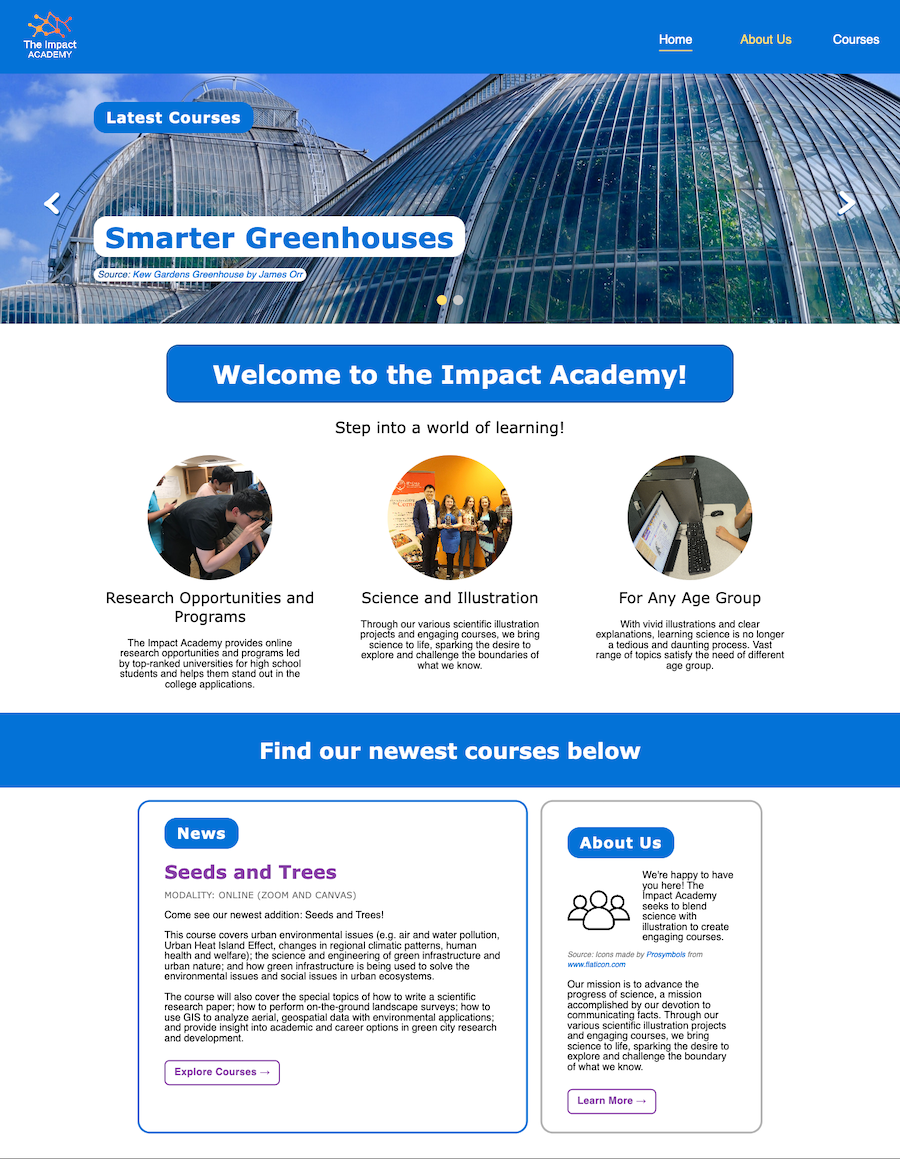 The Impact
ACADEMY
Home
About Us
Courses
Latest Courses
Smarter Greenhouses
Source: Kew Gardens Greenhouse by James Orr
Welcome to the Impact Academy!
Step into a world of learning!
Research Opportunities and
Programs
The Impact Academy provides online
research opportunities and programs led
by top-ranked universities for high school
students and helps them stand out in the
college applications.
Science and Illustration
Through our various scientific illustration
projects and engaging courses, we bring
science to life, sparking the desire to
explore and challenge the boundaries of
what we know.
For Any Age Group
With vivid illustrations and clear
explanations, learning science is no longer
a tedious and daunting process. Vast
range of topics satisfy the need of different
age group.
Find our newest courses below
News
Seeds and Trees
MODALITY: ONLINE (ZOOM AND CANVAS)
Come see our newest addition: Seeds and Trees!
This course covers urban environmental issues (e.g. air and water pollution,
Urban Heat Island Effect, changes in regional climatic patterns, human
health and welfare); the science and engineering of green infrastructure and
urban nature; and how green infrastructure is being used to solve the
environmental issues and social issues in urban ecosystems.
The course will also cover the special topics of how to write a scientific
research paper; how to perform on-the-ground landscape surveys; how to
use GIS to analyze aerial, geospatial data with environmental applications;
and provide insight into academic and career options in green city research
and development.
Explore Courses →
About Us
We're happy to have
you here! The
Impact Academy
seeks to blend
science with
illustration to create
engaging courses.
Source: Icons made by Prosymbols from
www.flaticon.com
Our mission is to advance the
progress of science, a mission
accomplished by our devotion to
communicating facts. Through our
various scientific illustration projects
and engaging courses, we bring
science to life, sparking the desire to
explore and challenge the boundary
of what we know.
Learn More →